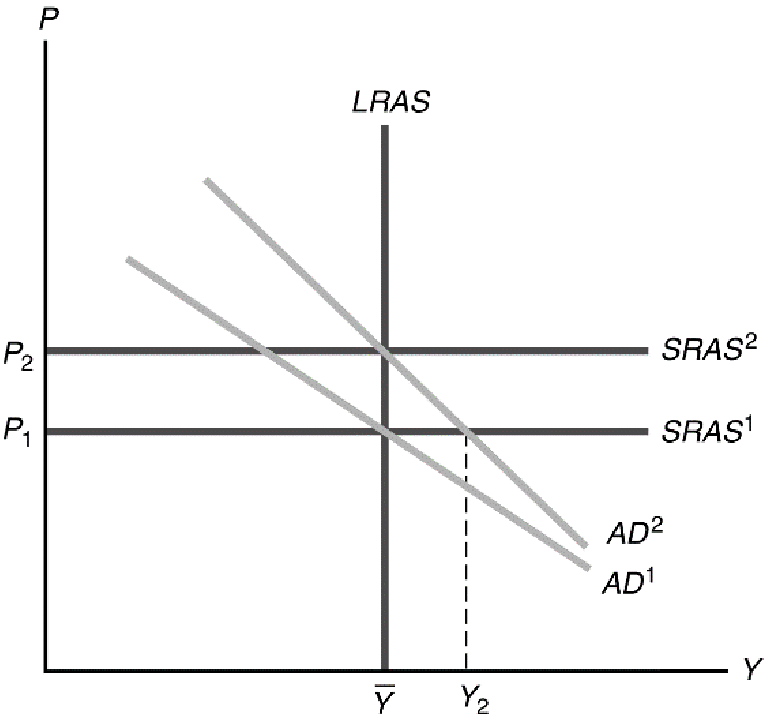 P
LRAS
P₂
SRAS²
P₁
SRAS¹
AD²
AD¹
Y
Y̅
Y₂